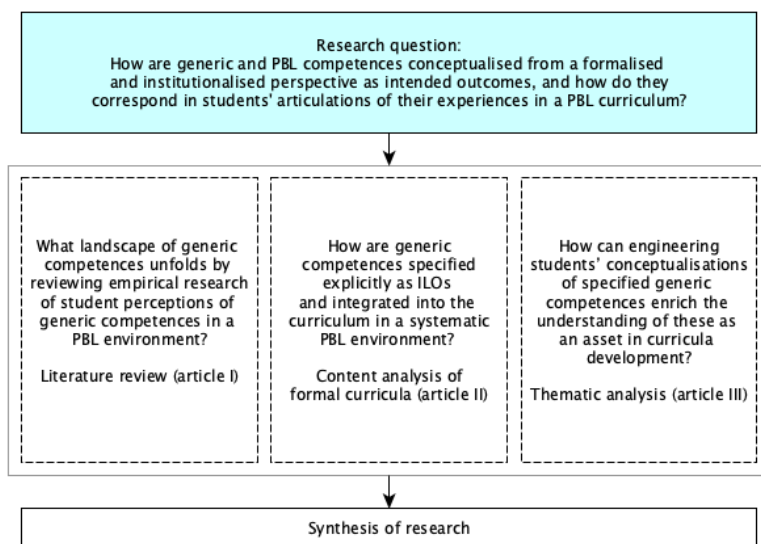 Research question:
How are generic and PBL competences conceptualised from a formalised
and institutionalised perspective as intended outcomes, and how do they
correspond in students' articulations of their experiences in a PBL curriculum?
What landscape of generic
competences unfolds by
reviewing empirical research
of student perceptions of
generic competences in a
PBL environment?
Literature review (article I)
How are generic
competences specified
explicitly as ILOs
and integrated into the
curriculum in a systematic
PBL environment?
Content analysis of
formal curricula (article II)
How can engineering
students’ conceptualisations
of specified generic
competences enrich the
understanding of these as
an asset in curricula
development?
Thematic analysis (article III)
Synthesis of research